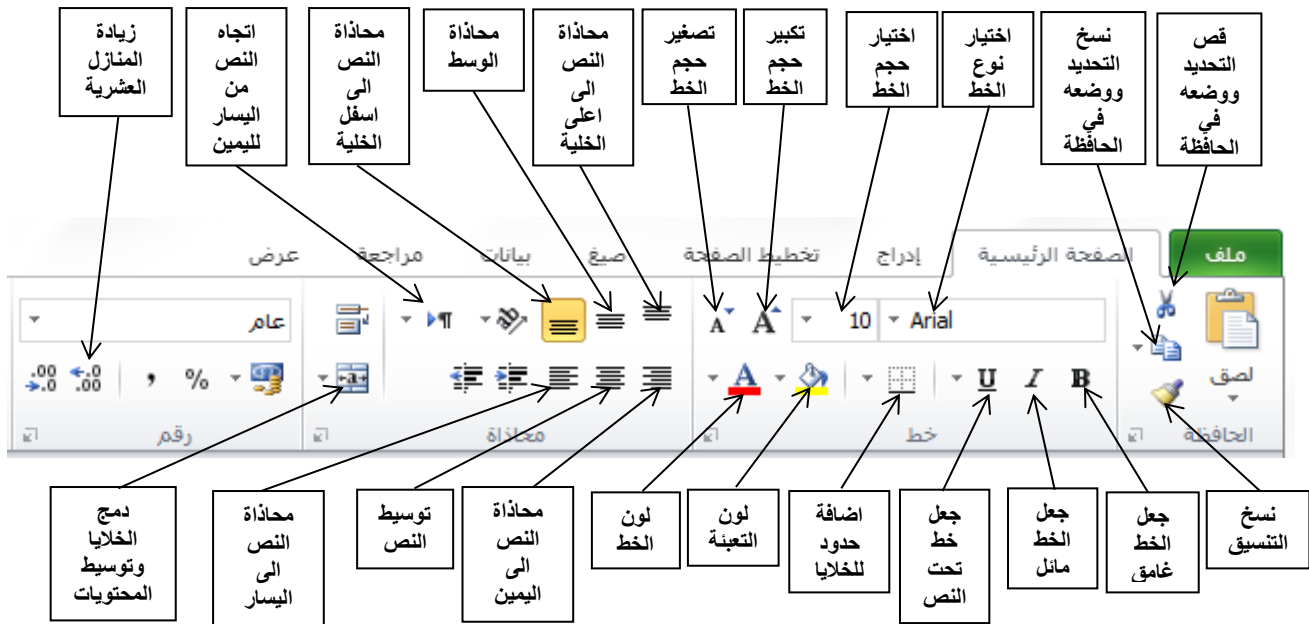 قص
التحديد
ووضعه
في
الحافظة
نسخ
التحديد
ووضعه
في
الحافظة
اختيار
نوع
الخط
اختيار
حجم
الخط
تكبير
حجم
الخط
تصغير
حجم
الخط
محاذاة
النص
الى
اعلى
الخلية
محاذاة
الوسط
محاذاة
النص
الى
اسفل
الخلية
اتجاه
النص
من
اليسار
لليمين
زيادة
المنازل
العشرية
ملف الصفحة الرئيسية إدراج تخطيط الصفحة صيغ بيانات مراجعة عرض
Arial 10 عام
لصق B I U A % ,
الحافظة خط محاذاة رقم
نسخ
التنسيق
جعل
الخط
غامق
جعل
الخط
مائل
جعل
خط
تحت
النص
اضافة
حدود
للخلايا
لون
التعبئة
لون
الخط
محاذاة
النص
الى
اليمين
توسيط
النص
محاذاة
النص
الى
اليسار
دمج
الخلايا
وتوسيط
المحتويات